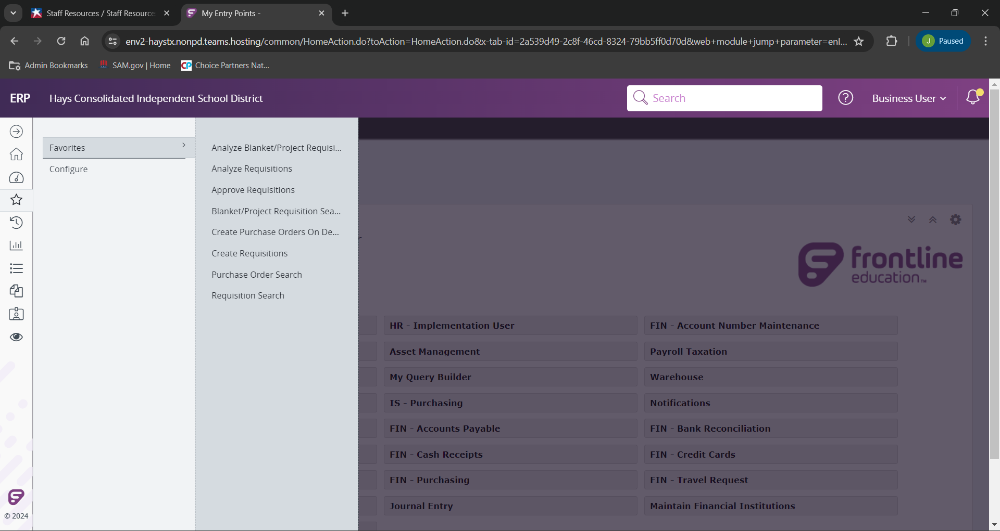 Staff Resources / Staff Resource
My Entry Points -
env2-haystx.nonpd.teams.hosting/common/HomeAction.do?toAction=HomeAction.do&x-tab-id=2a539d49-2c8f-46cd-8324-79bb5ff0d70d&web+module+jump+parameter=enl...
J Paused
Admin Bookmarks
SAM.gov | Home
CP Choice Partners Nat...
ERP
Hays Consolidated Independent School District
Search
?
Business User
Favorites
Configure
Analyze Blanket/Project Requisi...
Analyze Requisitions
Approve Requisitions
Blanket/Project Requisition Sea...
Create Purchase Orders On De...
Create Requisitions
Purchase Order Search
Requisition Search
frontline
education™
HR - Implementation User
FIN - Account Number Maintenance
Asset Management
Payroll Taxation
My Query Builder
Warehouse
IS - Purchasing
Notifications
FIN - Accounts Payable
FIN - Bank Reconciliation
FIN - Cash Receipts
FIN - Credit Cards
FIN - Purchasing
FIN - Travel Request
Journal Entry
Maintain Financial Institutions
© 2024